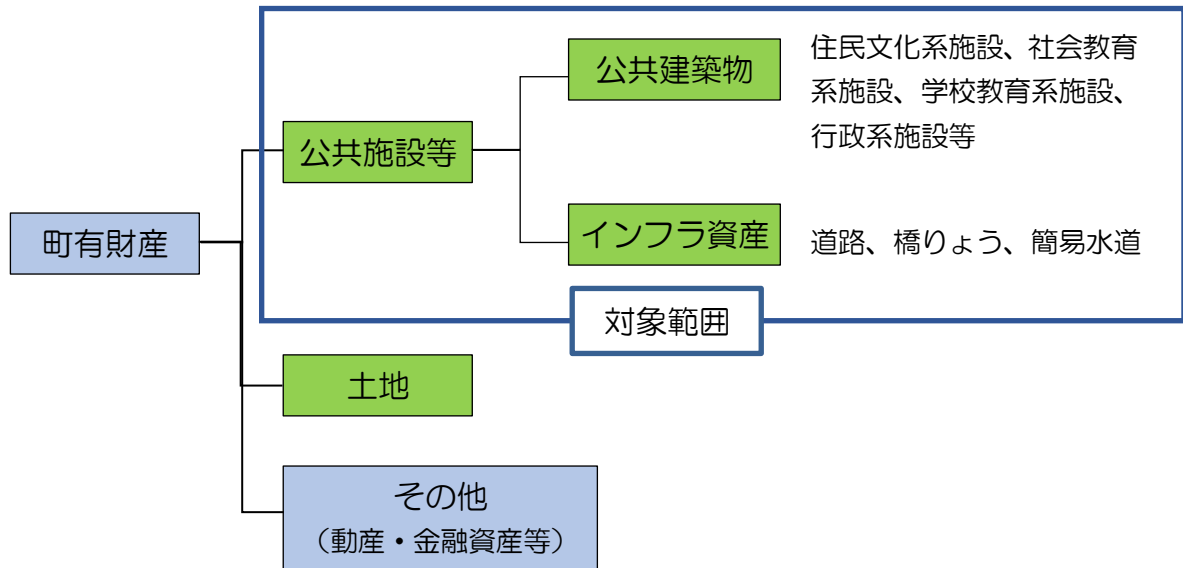 公共建築物
住民文化系施設、社会教育
系施設、学校教育系施設、
行政系施設等
公共施設等
町有財産
インフラ資産
道路、橋りょう、簡易水道
対象範囲
土地
その他
（動産・金融資産等）